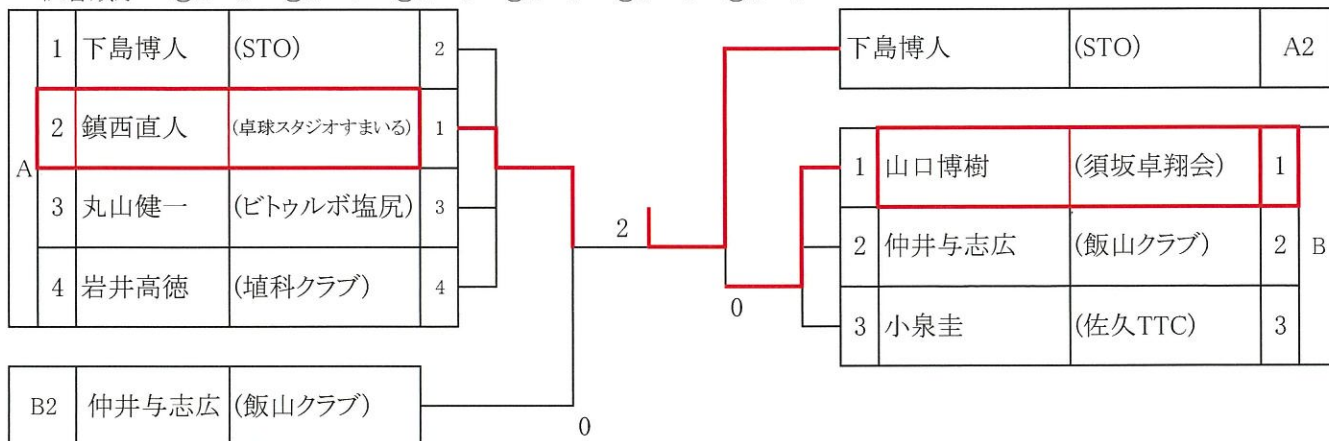 A
1 下島博人 (STO) 2
2 鎮西直人 (卓球スタジオすまいる) 1
3 丸山健一 (ビトゥルボ塩尻) 3
4 岩井高徳 (埴科クラブ) 4
B2 仲井与志広 (飯山クラブ)
0
2
0
下島博人 (STO) A2
1 山口博樹 (須坂卓翔会) 1
2 仲井与志広 (飯山クラブ) 2
3 小泉圭 (佐久TTC) 3
B